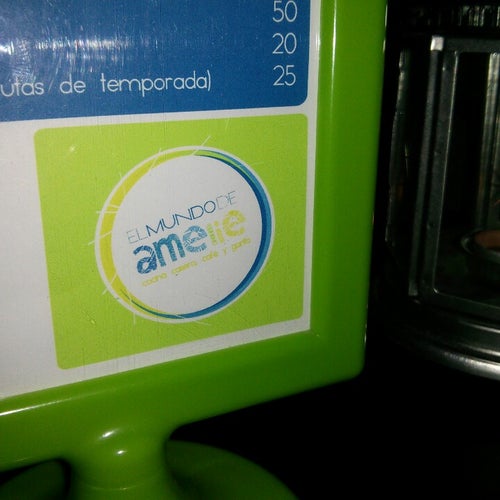 50
20
utas de temporada) 25
EL MUNDO DE
amelie
cocina casera, café y punto